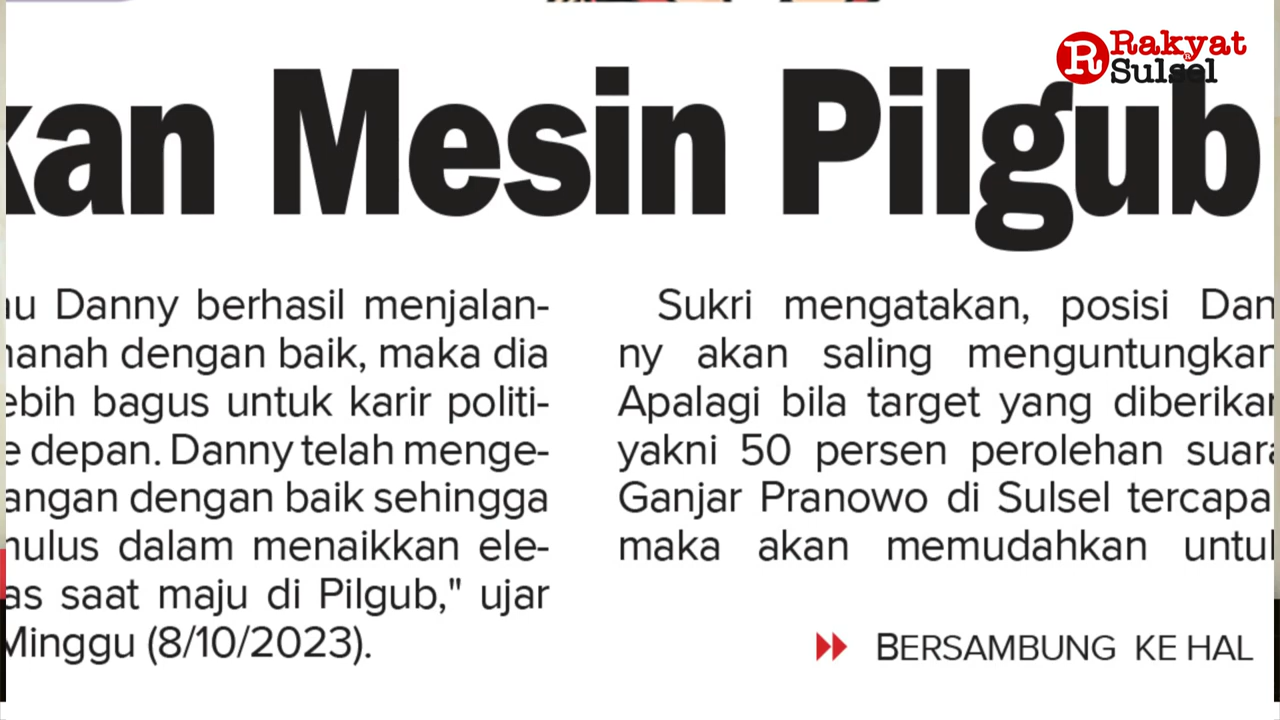 Rakyat
Sulsel
kan Mesin Pilgub
au Danny berhasil menjalan-
nanah dengan baik, maka dia
ebih bagus untuk karir politi-
e depan. Danny telah menge-
angan dengan baik sehingga
mulus dalam menaikkan ele-
as saat maju di Pilgub," ujar
Minggu (8/10/2023).
Sukri mengatakan, posisi Dan
ny akan saling menguntungkan
Apalagi bila target yang diberikan
yakni 50 persen perolehan suara
Ganjar Pranowo di Sulsel tercapai
maka akan memudahkan untuk
BERSAMBUNG KE HAL